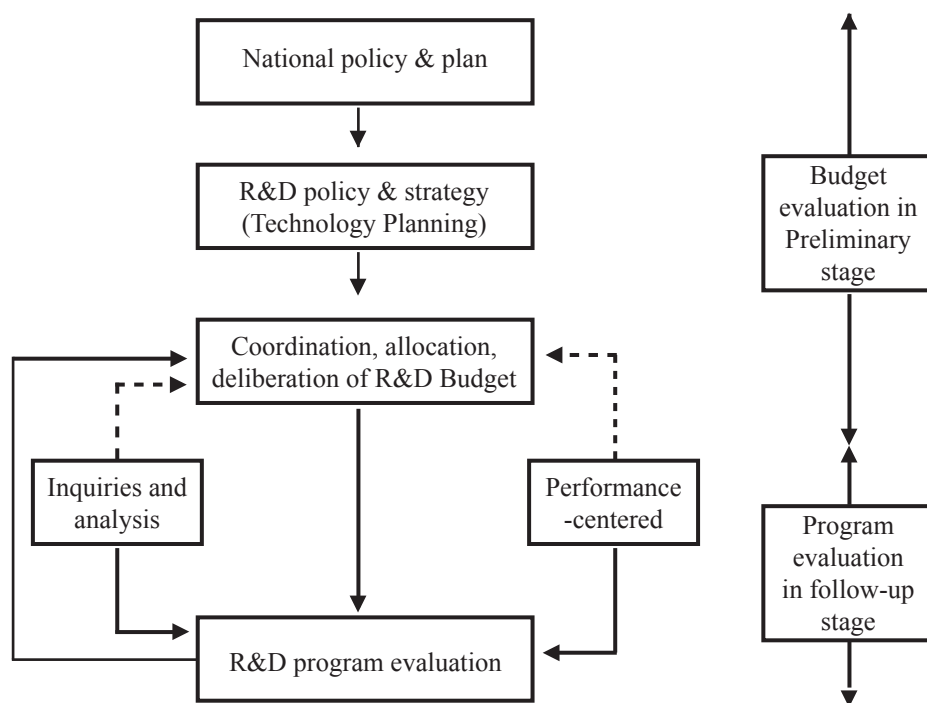 National policy & plan
R&D policy & strategy
(Technology Planning)
Coordination, allocation,
deliberation of R&D Budget
Inquiries and
analysis
Performance
-centered
R&D program evaluation
Budget
evaluation in
Preliminary
stage
Program
evaluation
in follow-up
stage